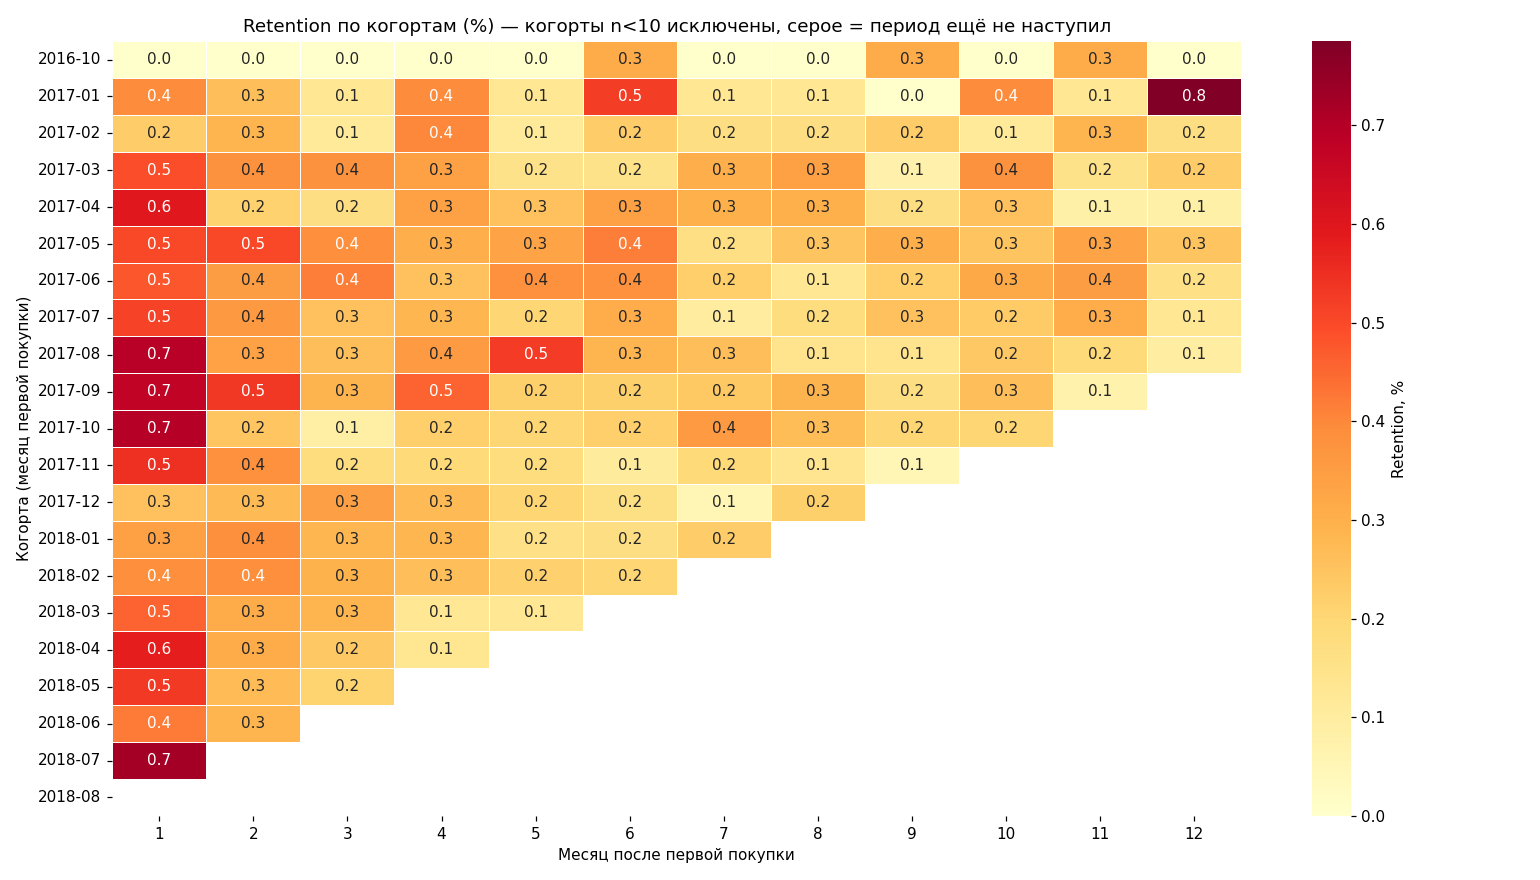 Retention по когортам (%) — когорты n<10 исключены, серое = период ещё не наступил
Когорта (месяц первой покупки)
2016-10 0.0 0.0 0.0 0.0 0.0 0.3 0.0 0.0 0.3 0.0 0.3 0.0
2017-01 0.4 0.3 0.1 0.4 0.1 0.5 0.1 0.1 0.0 0.4 0.1 0.8
2017-02 0.2 0.3 0.1 0.4 0.1 0.2 0.2 0.2 0.2 0.1 0.3 0.2
2017-03 0.5 0.4 0.4 0.3 0.2 0.2 0.3 0.3 0.1 0.4 0.2 0.2
2017-04 0.6 0.2 0.2 0.3 0.3 0.3 0.3 0.3 0.2 0.3 0.1 0.1
2017-05 0.5 0.5 0.4 0.3 0.3 0.4 0.2 0.3 0.3 0.3 0.3 0.3
2017-06 0.5 0.4 0.4 0.3 0.4 0.4 0.2 0.1 0.2 0.3 0.4 0.2
2017-07 0.5 0.4 0.3 0.3 0.2 0.3 0.1 0.2 0.3 0.2 0.3 0.1
2017-08 0.7 0.3 0.3 0.4 0.5 0.3 0.3 0.1 0.1 0.2 0.2 0.1
2017-09 0.7 0.5 0.3 0.5 0.2 0.2 0.2 0.3 0.2 0.3 0.1
2017-10 0.7 0.2 0.1 0.2 0.2 0.2 0.4 0.3 0.2 0.2
2017-11 0.5 0.4 0.2 0.2 0.2 0.1 0.2 0.1 0.1
2017-12 0.3 0.3 0.3 0.3 0.2 0.2 0.1 0.2
2018-01 0.3 0.4 0.3 0.3 0.2 0.2 0.2
2018-02 0.4 0.4 0.3 0.3 0.2 0.2
2018-03 0.5 0.3 0.3 0.1 0.1
2018-04 0.6 0.3 0.2 0.1
2018-05 0.5 0.3 0.2
2018-06 0.4 0.3
2018-07 0.7
2018-08
1 2 3 4 5 6 7 8 9 10 11 12
Месяц после первой покупки
0.7
0.6
0.5
0.4
0.3
0.2
0.1
0.0
Retention, %